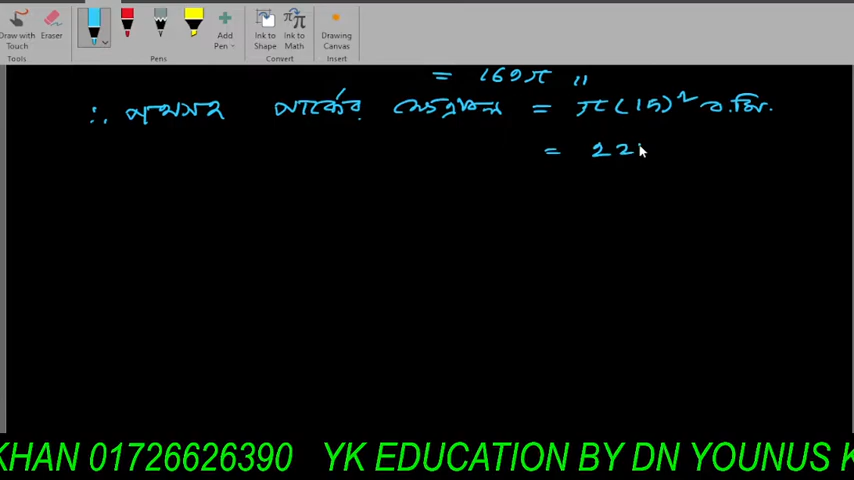 Draw with Touch
Eraser
Add Pen
Ink to Shape
Ink to Math
Drawing Canvas
Tools
Pens
Convert
Insert
= 169π "
∴ পথসহ পার্কের ক্ষেত্রফল = π(15)² ব.মি.
= 22
KHAN 01726626390 YK EDUCATION BY DN YOUNUS K